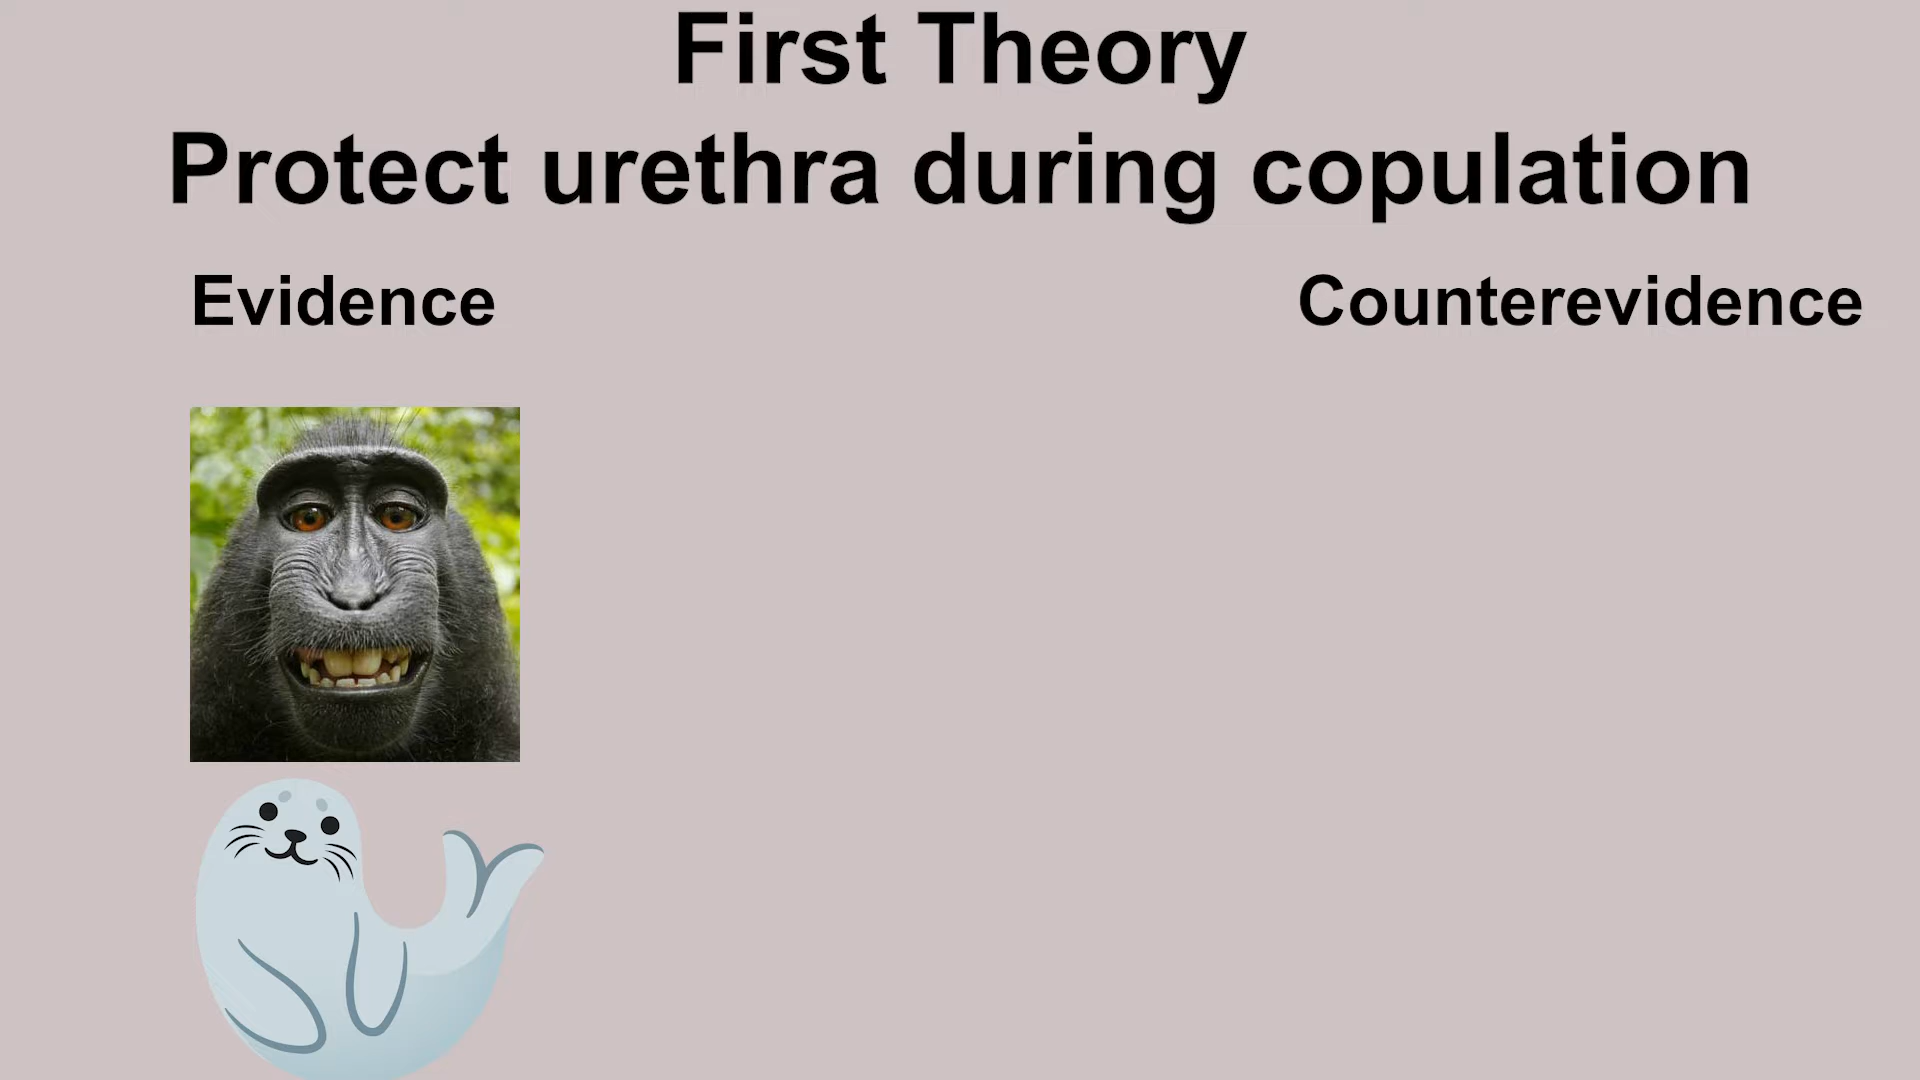 First Theory
Protect urethra during copulation
Evidence
Counterevidence